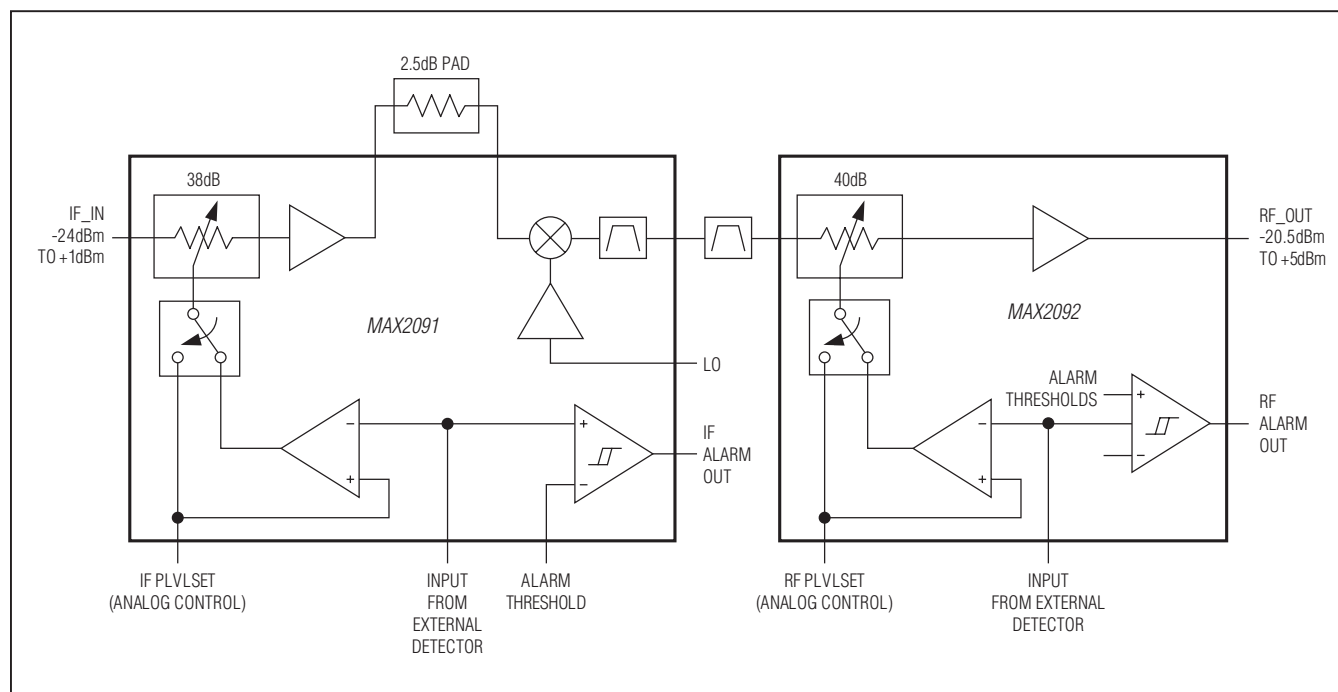 2.5dB PAD
38dB
IF_IN
-24dBm
TO +1dBm
MAX2091
LO
−
+
+
−
IF
ALARM
OUT
IF PLVLSET
(ANALOG CONTROL)
INPUT
FROM
EXTERNAL
DETECTOR
ALARM
THRESHOLD
40dB
RF_OUT
-20.5dBm
TO +5dBm
MAX2092
ALARM
THRESHOLDS
−
+
+
−
RF
ALARM
OUT
RF PLVLSET
(ANALOG CONTROL)
INPUT
FROM EXTERNAL
DETECTOR